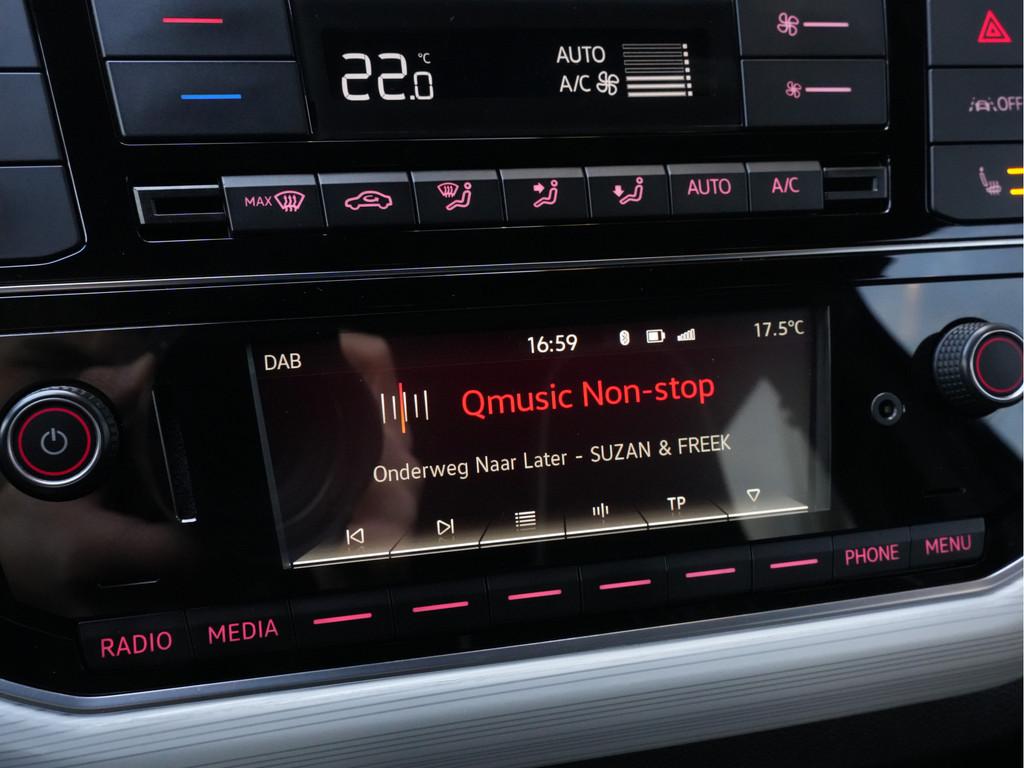 22.0 °C
AUTO
A/C
OFF
MAX
AUTO
A/C
DAB
16:59
17.5°C
Qmusic Non-stop
Onderweg Naar Later - SUZAN & FREEK
TP
RADIO
MEDIA
PHONE
MENU